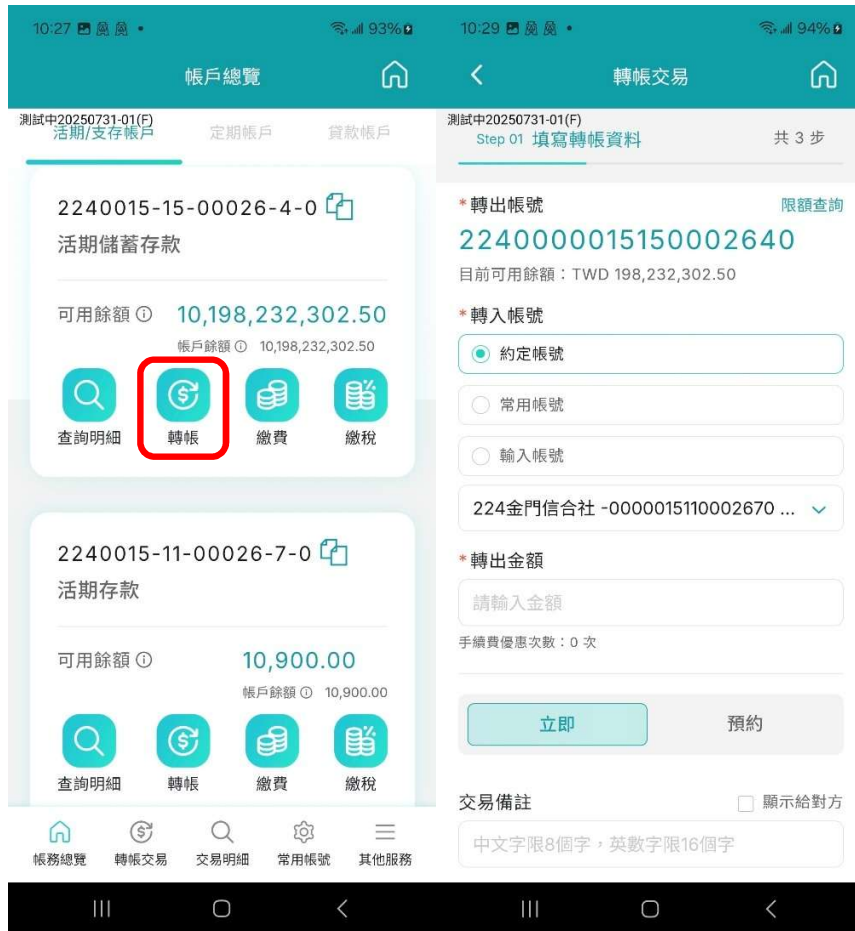 10:27
93%
帳戶總覽
測試中20250731-01(F)
活期/支存帳戶
定期帳戶
貸款帳戶
2240015-15-00026-4-0
活期儲蓄存款
可用餘額 10,198,232,302.50
帳戶餘額 10,198,232,302.50
查詢明細
轉帳
繳費
繳稅
2240015-11-00026-7-0
活期存款
可用餘額 10,900.00
帳戶餘額 10,900.00
查詢明細
轉帳
繳費
繳稅
帳務總覽
轉帳交易
交易明細
常用帳號
其他服務
10:29
94%
轉帳交易
測試中20250731-01(F)
Step 01 填寫轉帳資料
共 3 步
*轉出帳號
限額查詢
2240000015150002640
目前可用餘額：TWD 198,232,302.50
*轉入帳號
約定帳號
常用帳號
輸入帳號
224金門信合社 -0000015110002670 ...
*轉出金額
請輸入金額
手續費優惠次數：0 次
立即
預約
交易備註
顯示給對方
中文字限8個字，英數字限16個字